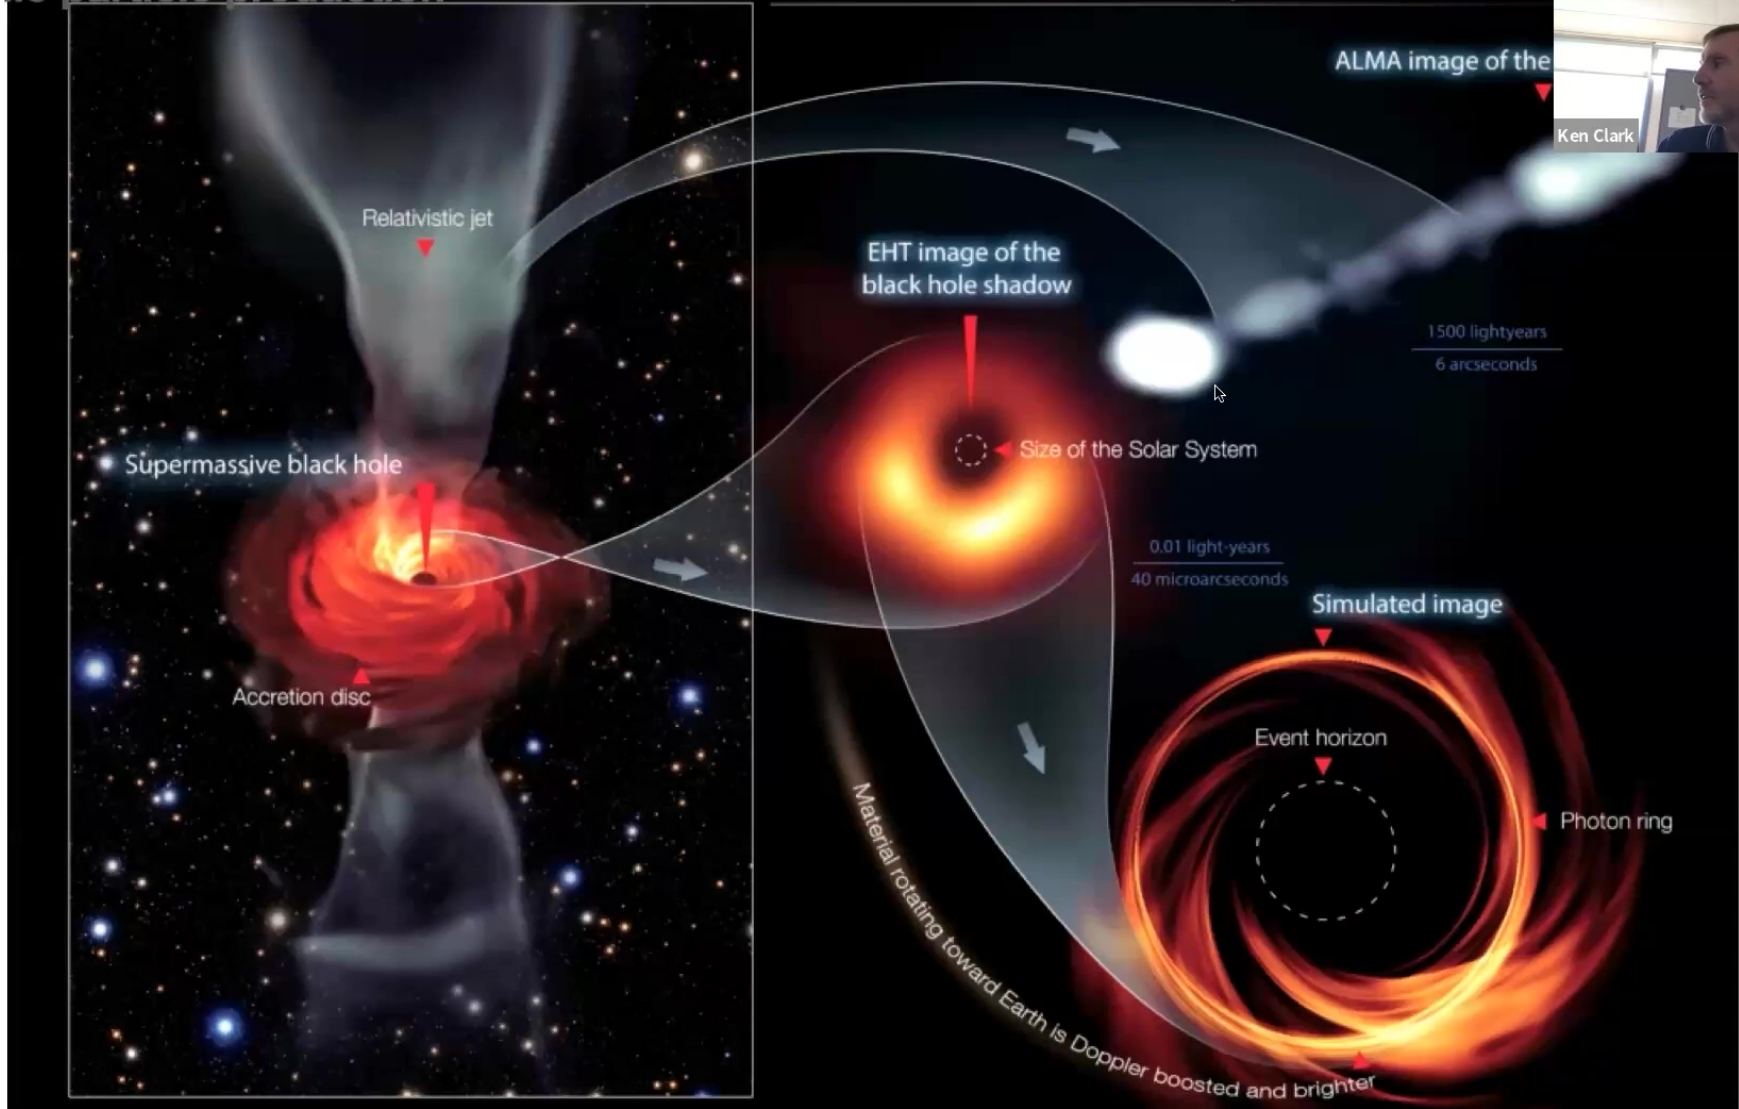 particle production
ALMA image of the
Ken Clark
Relativistic jet
EHT image of the
black hole shadow
1500 lightyears
6 arcseconds
Supermassive black hole
Size of the Solar System
0.01 light-years
40 microarcseconds
Simulated image
Accretion disc
Event horizon
Photon ring
Material rotating toward Earth is Doppler boosted and brighter